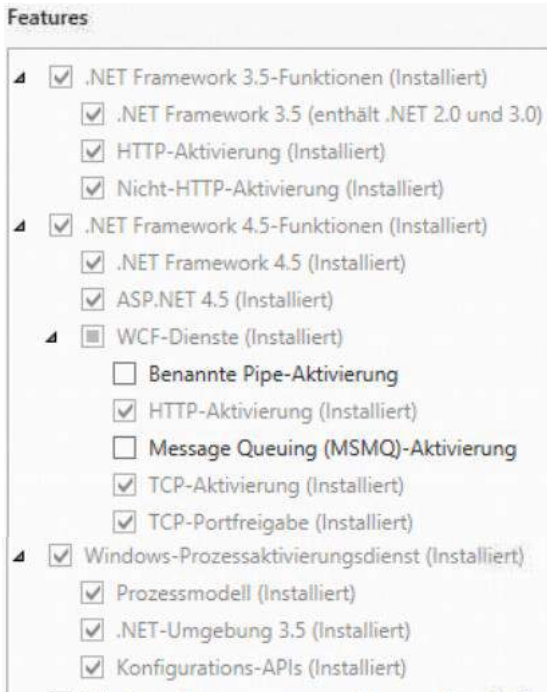 Features
.NET Framework 3.5-Funktionen (Installiert)
.NET Framework 3.5 (enthält .NET 2.0 und 3.0)
HTTP-Aktivierung (Installiert)
Nicht-HTTP-Aktivierung (Installiert)
.NET Framework 4.5-Funktionen (Installiert)
.NET Framework 4.5 (Installiert)
ASP.NET 4.5 (Installiert)
WCF-Dienste (Installiert)
Benannte Pipe-Aktivierung
HTTP-Aktivierung (Installiert)
Message Queuing (MSMQ)-Aktivierung
TCP-Aktivierung (Installiert)
TCP-Portfreigabe (Installiert)
Windows-Prozessaktivierungsdienst (Installiert)
Prozessmodell (Installiert)
.NET-Umgebung 3.5 (Installiert)
Konfigurations-APIs (Installiert)